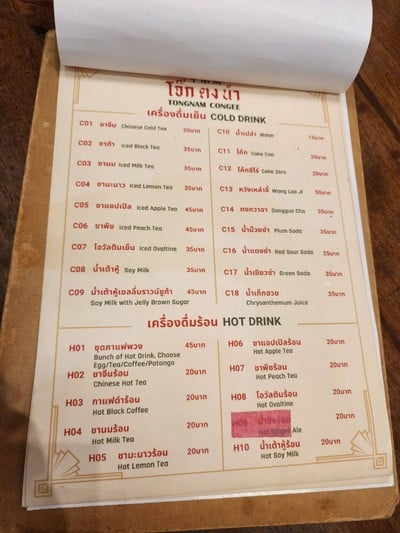 โจ๊ก ตงน้ำ
TONGNAM CONGEE
เครื่องดื่มเย็น COLD DRINK
C01 ชาจีน Chinese Cold Tea 20บาท
C02 ชาดำ Iced Black Tea 35บาท
C03 ชานม Iced Milk Tea 35บาท
C04 ชามะนาว Iced Lemon Tea 35บาท
C05 ชาแอปเปิล Iced Apple Tea 45บาท
C06 ชาพีช Iced Peach Tea 45บาท
C07 โอวัลตินเย็น Iced Ovaltine 35บาท
C08 น้ำเต้าหู้ Soy Milk 35บาท
C09 น้ำเต้าหู้เยลลี่บราวน์ชูก้า 45บาท
Soy Milk with Jelly Brown Sugar
C10 น้ำเปล่า Water 15บาท
C11 โค้ก Coke Can 20บาท
C12 โค้กซีโร่ Coke Zero 20บาท
C13 หวังเหล่าจี๋ Wang Lao Ji 50บาท
C14 ตงกวาฉา Donggua Cha 35บาท
C15 น้ำบ๊วยซ่า Plum Soda 35บาท
C16 น้ำแดงซ่า Red Sour Soda 35บาท
C17 น้ำเขียวซ่า Green Soda 35บาท
C18 น้ำเก็กฮวย 35บาท
Chrysanthemum Juice
เครื่องดื่มร้อน HOT DRINK
H01 ชุดกาแฟพวง 45บาท
Bunch of Hot Drink, Choose
Egg/Tea/Coffee/Patongo
H02 ชาจีนร้อน 20บาท
Chinese Hot Tea
H03 กาแฟดำร้อน 20บาท
Hot Black Coffee
H04 ชานมร้อน 20บาท
Hot Milk Tea
H05 ชามะนาวร้อน 20บาท
Hot Lemon Tea
H06 ชาแอปเปิลร้อน 20บาท
Hot Apple Tea
H07 ชาพีชร้อน 20บาท
Hot Peach Tea
H08 โอวัลตินร้อน 20บาท
Hot Ovaltine
H09 น้ำขิงร้อน 20บาท
Hot Ginger Ale
H10 น้ำเต้าหู้ร้อน 20บาท
Hot Soy Milk